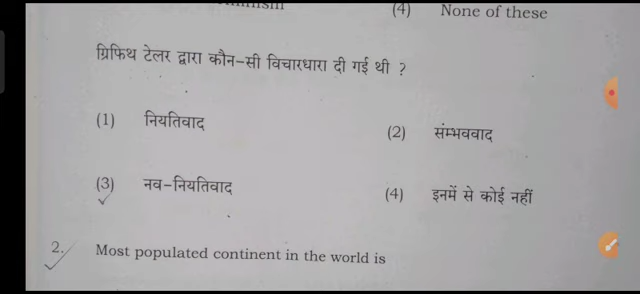 (4) None of these
ग्रिफिथ टेलर द्वारा कौन-सी विचारधारा दी गई थी ?
(1) नियतिवाद
(2) संम्भववाद
(3) नव-नियतिवाद
(4) इनमें से कोई नहीं
2. Most populated continent in the world is